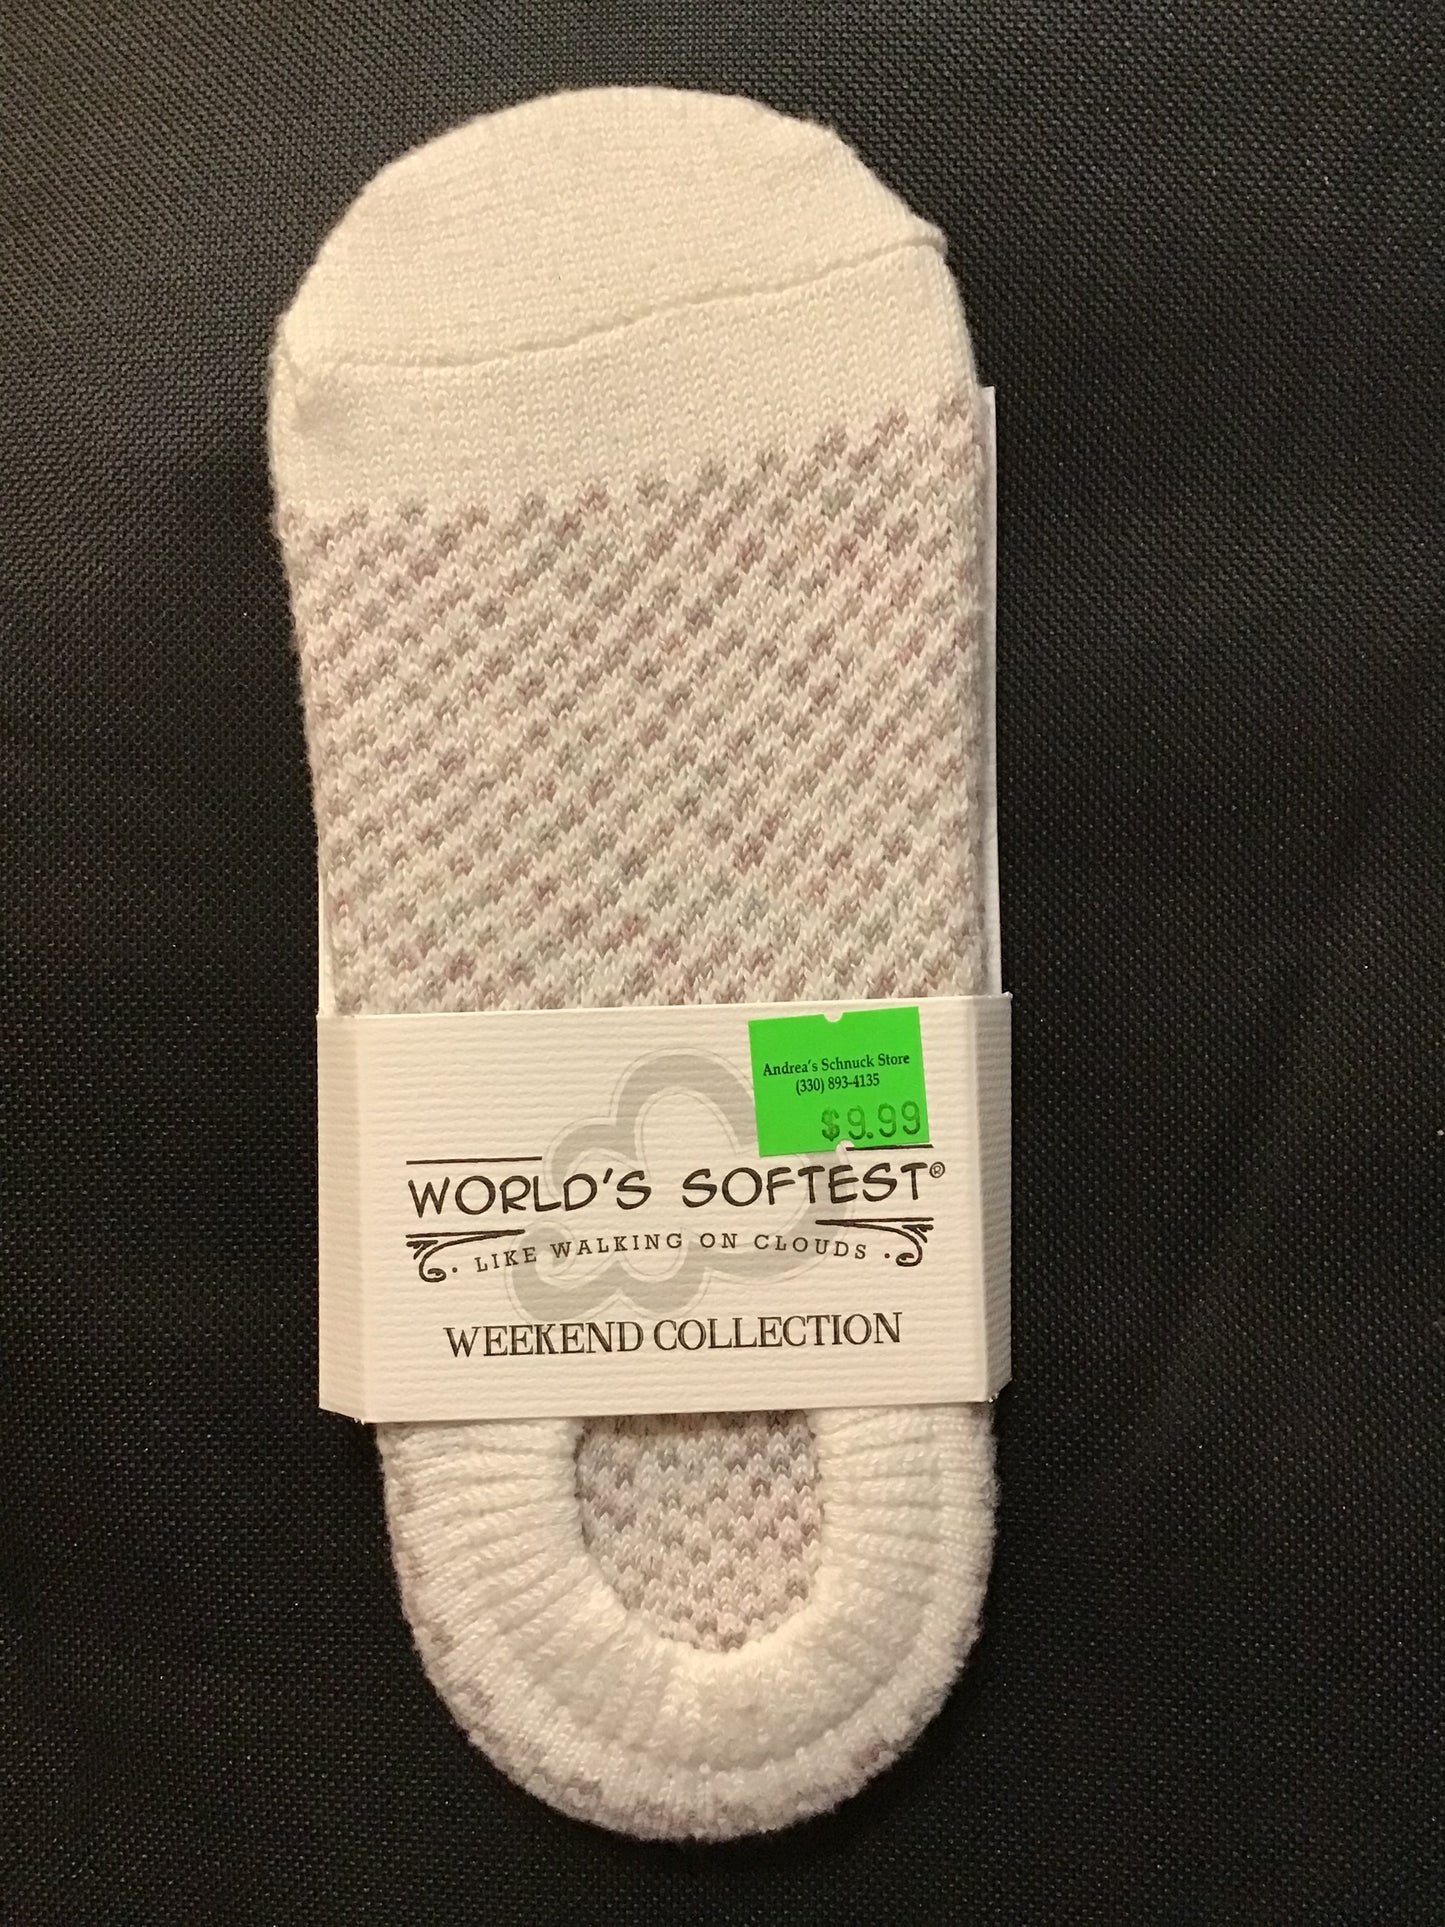 Andrea's Schnuck Store
(330) 893-4135
$9.99
WORLD'S SOFTEST®
· LIKE WALKING ON CLOUDS ·
WEEKEND COLLECTION